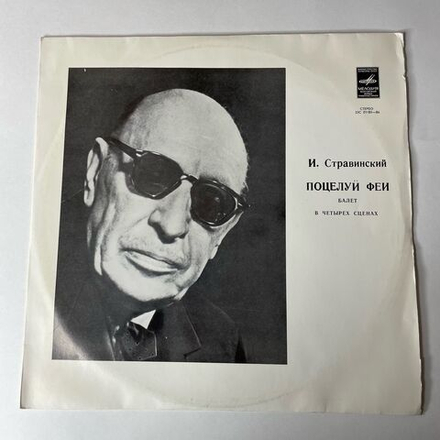 МЕЛОДИЯ
СТЕРЕО
И. Стравинский
ПОЦЕЛУЙ ФЕИ
БАЛЕТ
В ЧЕТЫРЕХ СЦЕНАХ